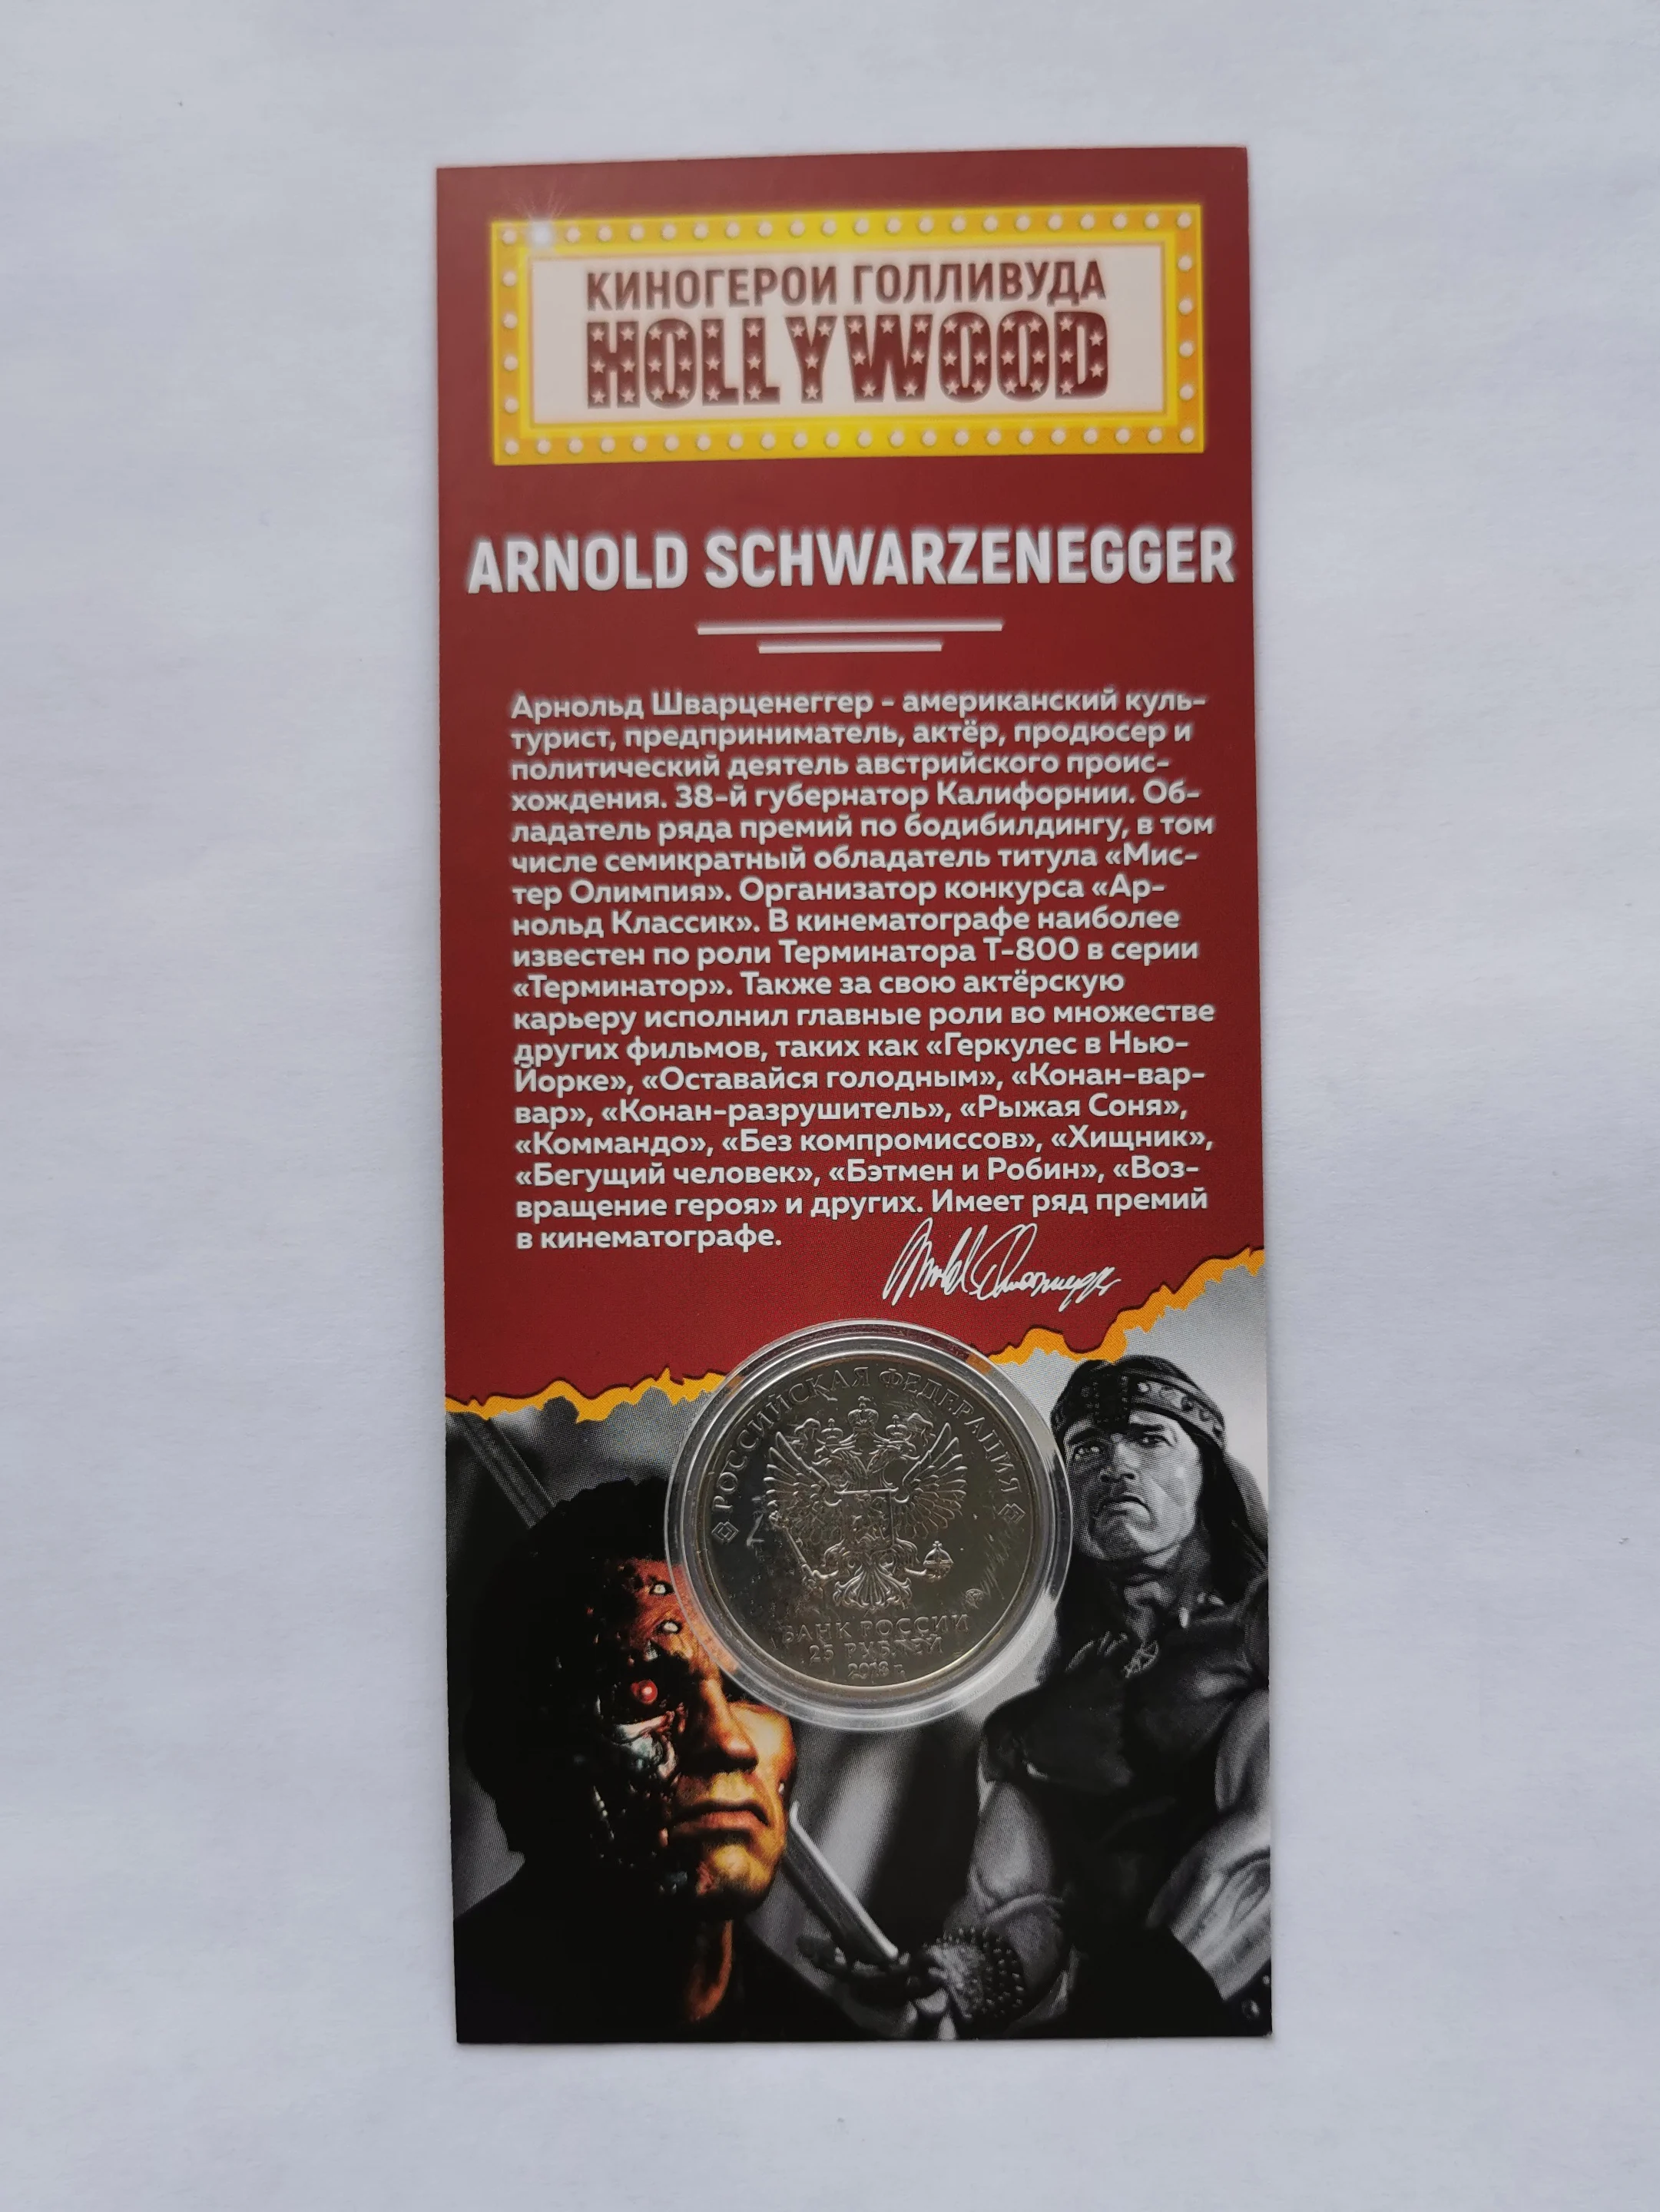 КИНОГЕРОИ ГОЛЛИВУДА
HOLLYWOOD
ARNOLD SCHWARZENEGGER
Арнольд Шварценеггер - американский куль-
турист, предприниматель, актёр, продюсер и
политический деятель австрийского проис-
хождения. 38-й губернатор Калифорнии. Об-
ладатель ряда премий по бодибилдингу, в том
числе семикратный обладатель титула «Мис-
тер Олимпия». Организатор конкурса «Ар-
нольд Классик». В кинематографе наиболее
известен по роли Терминатора Т-800 в серии
«Терминатор». Также за свою актёрскую
карьеру исполнил главные роли во множестве
других фильмов, таких как «Геркулес в Нью-
Йорке», «Оставайся голодным», «Конан-вар-
вар», «Конан-разрушитель», «Рыжая Соня»,
«Коммандо», «Без компромиссов», «Хищник»,
«Бегущий человек», «Бэтмен и Робин», «Воз-
вращение героя» и других. Имеет ряд премий
в кинематографе.
РОССИЙСКАЯ ФЕДЕРАЦИЯ
БАНК РОССИИ
25 РУБЛЕЙ
2018 г.